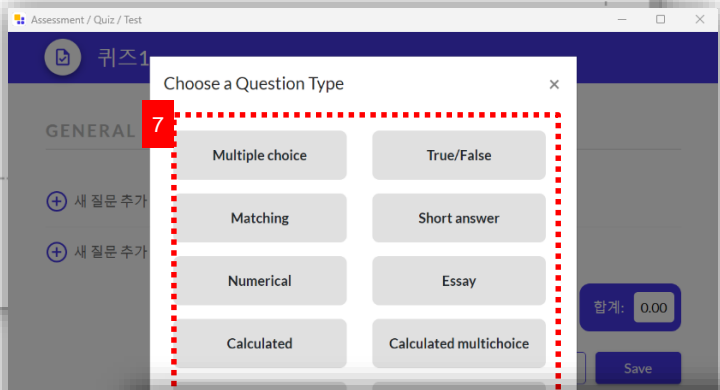 Assessment / Quiz / Test
퀴즈1
Choose a Question Type
7
GENERAL
Multiple choice
True/False
새 질문 추가
Matching
Short answer
새 질문 추가
Numerical
Essay
합계: 0.00
Calculated
Calculated multichoice
Save